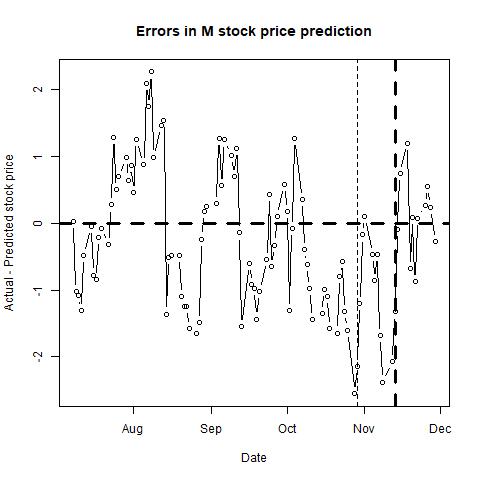 Errors in M stock price prediction
Actual - Predicted stock price
2
1
0
-1
-2
Aug Sep Oct Nov Dec
Date